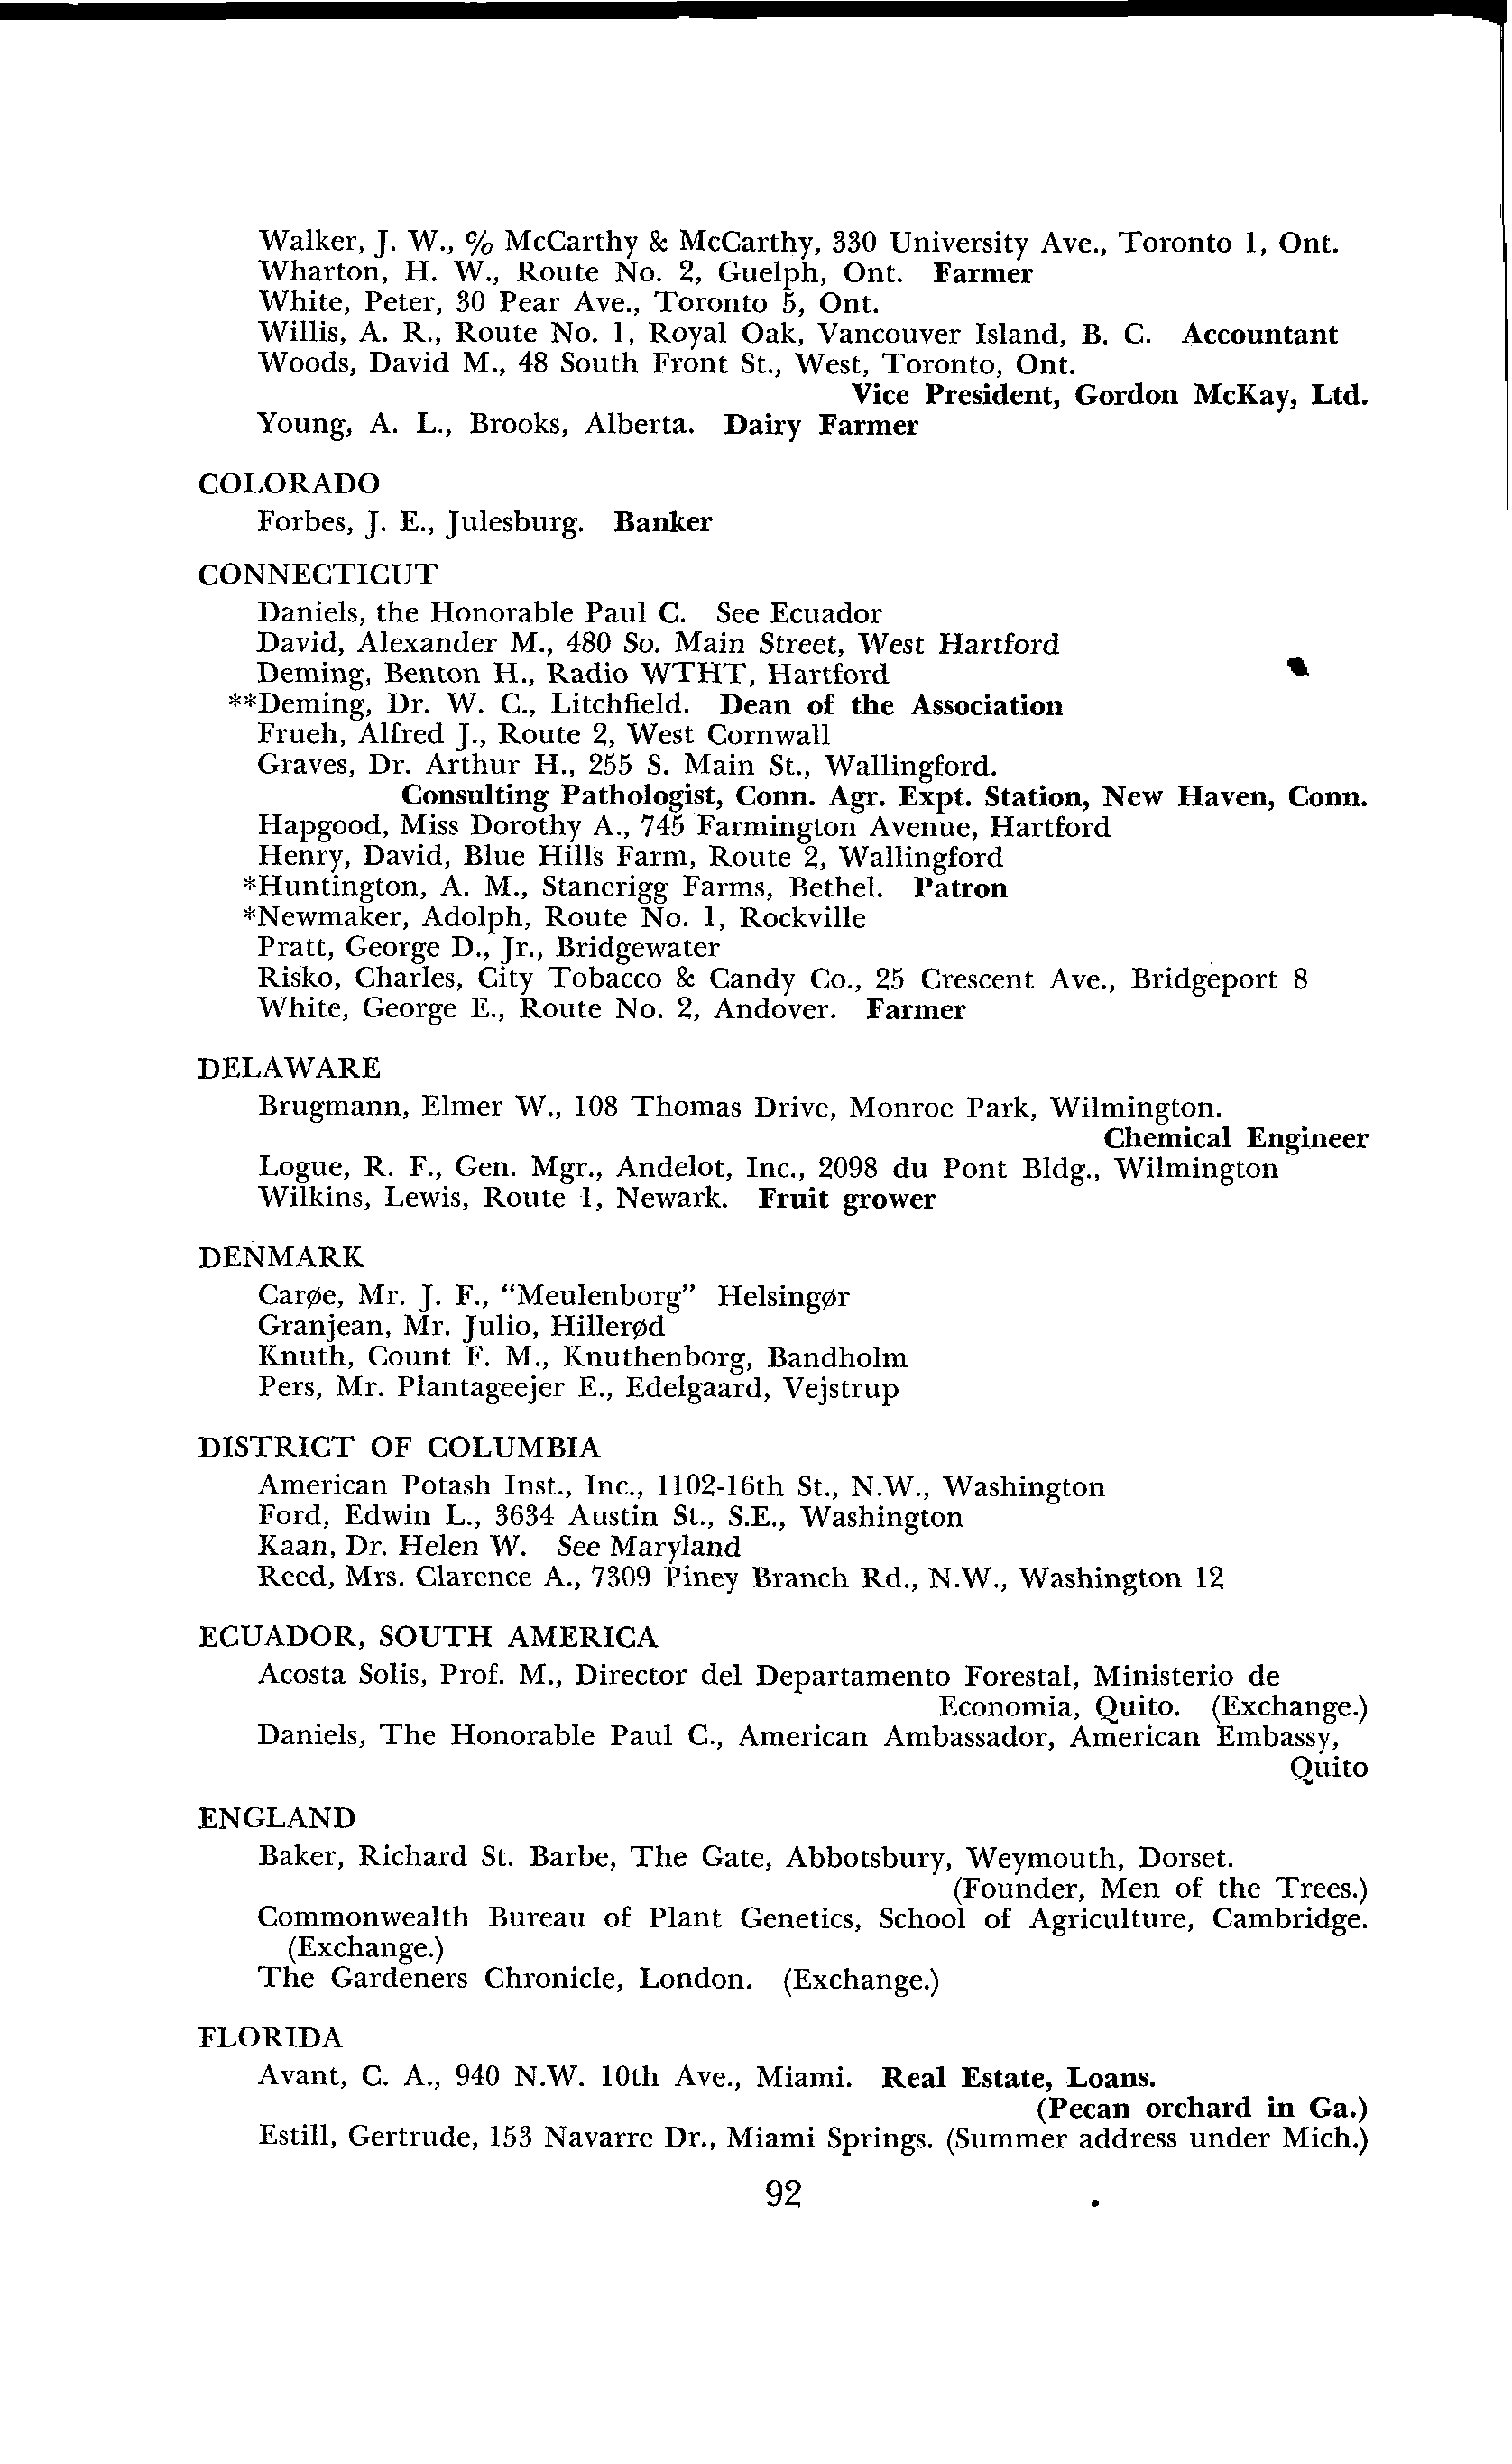 Walker, J. W., % McCarthy & McCarthy, 330 University Ave., Toronto 1, Ont.
Wharton, H. W., Route No. 2, Guelph, Ont. Farmer
White, Peter, 30 Pear Ave., Toronto 5, Ont.
Willis, A. R., Route No. 1, Royal Oak, Vancouver Island, B. C. Accountant
Woods, David M., 48 South Front St., West, Toronto, Ont.
Vice President, Gordon McKay, Ltd.
Young, A. L., Brooks, Alberta. Dairy Farmer
COLORADO
Forbes, J. E., Julesburg. Banker
CONNECTICUT
Daniels, the Honorable Paul C. See Ecuador
David, Alexander M., 480 So. Main Street, West Hartford
Deming, Benton H., Radio WTHT, Hartford
**Deming, Dr. W. C., Litchfield. Dean of the Association
Frueh, Alfred J., Route 2, West Cornwall
Graves, Dr. Arthur H., 255 S. Main St., Wallingford.
Consulting Pathologist, Conn. Agr. Expt. Station, New Haven, Conn.
Hapgood, Miss Dorothy A., 745 Farmington Avenue, Hartford
Henry, David, Blue Hills Farm, Route 2, Wallingford
*Huntington, A. M., Stanerigg Farms, Bethel. Patron
*Newmaker, Adolph, Route No. 1, Rockville
Pratt, George D., Jr., Bridgewater
Risko, Charles, City Tobacco & Candy Co., 25 Crescent Ave., Bridgeport 8
White, George E., Route No. 2, Andover. Farmer
DELAWARE
Brugmann, Elmer W., 108 Thomas Drive, Monroe Park, Wilmington.
Chemical Engineer
Logue, R. F., Gen. Mgr., Andelot, Inc., 2098 du Pont Bldg., Wilmington
Wilkins, Lewis, Route 1, Newark. Fruit grower
DENMARK
Carøe, Mr. J. F., "Meulenborg" Helsingør
Granjean, Mr. Julio, Hillerød
Knuth, Count F. M., Knuthenborg, Bandholm
Pers, Mr. Plantageejer E., Edelgaard, Vejstrup
DISTRICT OF COLUMBIA
American Potash Inst., Inc., 1102-16th St., N.W., Washington
Ford, Edwin L., 3634 Austin St., S.E., Washington
Kaan, Dr. Helen W. See Maryland
Reed, Mrs. Clarence A., 7309 Piney Branch Rd., N.W., Washington 12
ECUADOR, SOUTH AMERICA
Acosta Solis, Prof. M., Director del Departamento Forestal, Ministerio de
Economia, Quito. (Exchange.)
Daniels, The Honorable Paul C., American Ambassador, American Embassy,
Quito
ENGLAND
Baker, Richard St. Barbe, The Gate, Abbotsbury, Weymouth, Dorset.
(Founder, Men of the Trees.)
Commonwealth Bureau of Plant Genetics, School of Agriculture, Cambridge.
(Exchange.)
The Gardeners Chronicle, London. (Exchange.)
FLORIDA
Avant, C. A., 940 N.W. 10th Ave., Miami. Real Estate, Loans.
(Pecan orchard in Ga.)
Estill, Gertrude, 153 Navarre Dr., Miami Springs. (Summer address under Mich.)
92